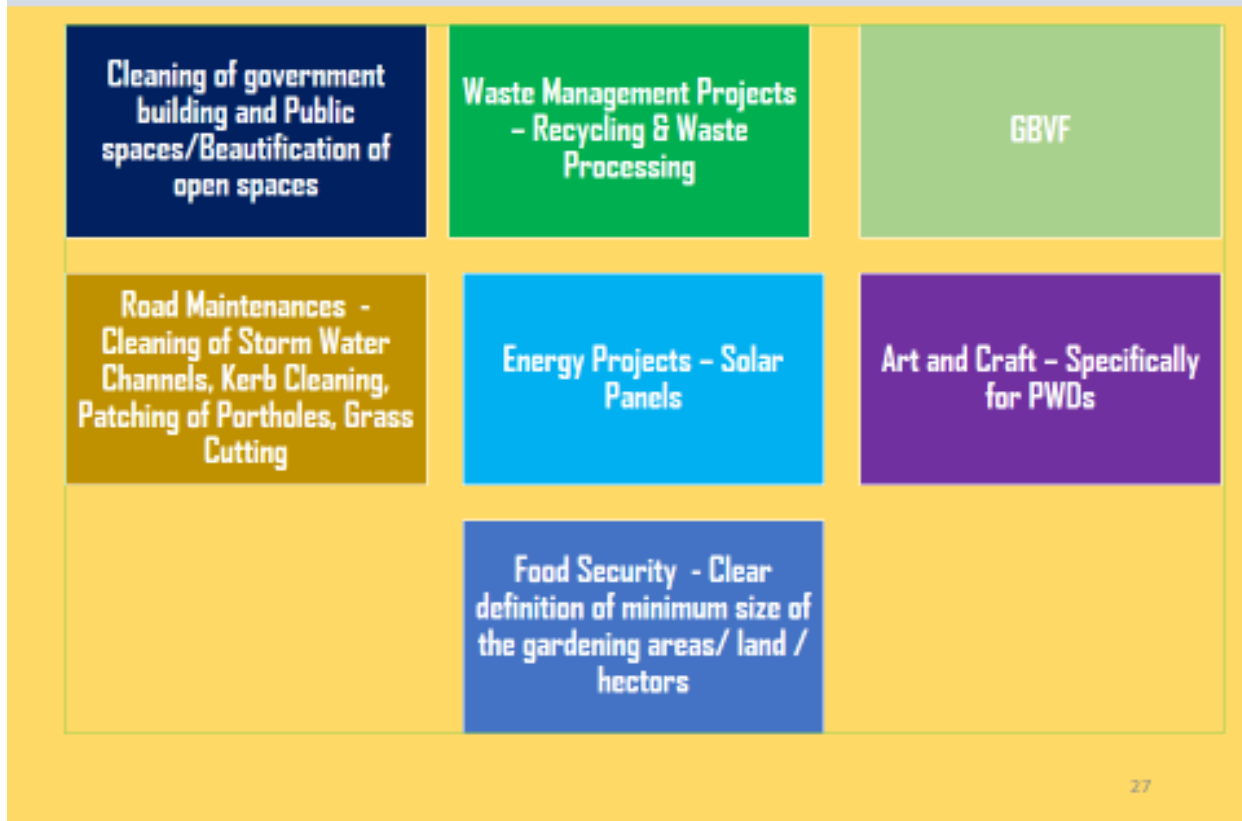 Cleaning of government
building and Public
spaces/Beautification of
open spaces
Waste Management Projects
– Recycling & Waste
Processing
GBVF
Road Maintenances -
Cleaning of Storm Water
Channels, Kerb Cleaning,
Patching of Portholes, Grass
Cutting
Energy Projects – Solar
Panels
Art and Craft – Specifically
for PWDs
Food Security - Clear
definition of minimum size of
the gardening areas/ land /
hectors
27